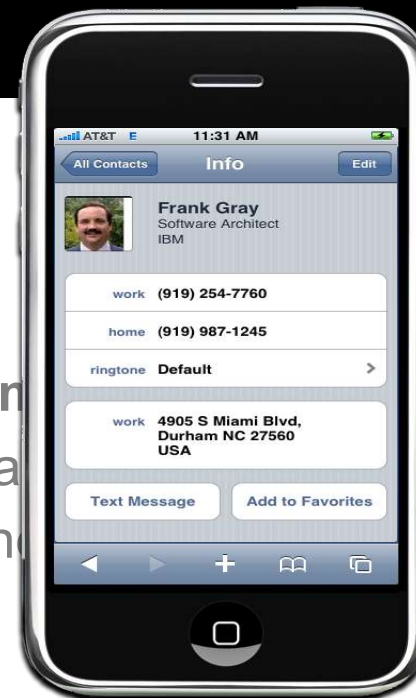 AT&T E 11:31 AM
All Contacts Info Edit
Frank Gray
Software Architect
IBM
work (919) 254-7760
home (919) 987-1245
ringtone Default
work 4905 S Miami Blvd,
Durham NC 27560
USA
Text Message Add to Favorites